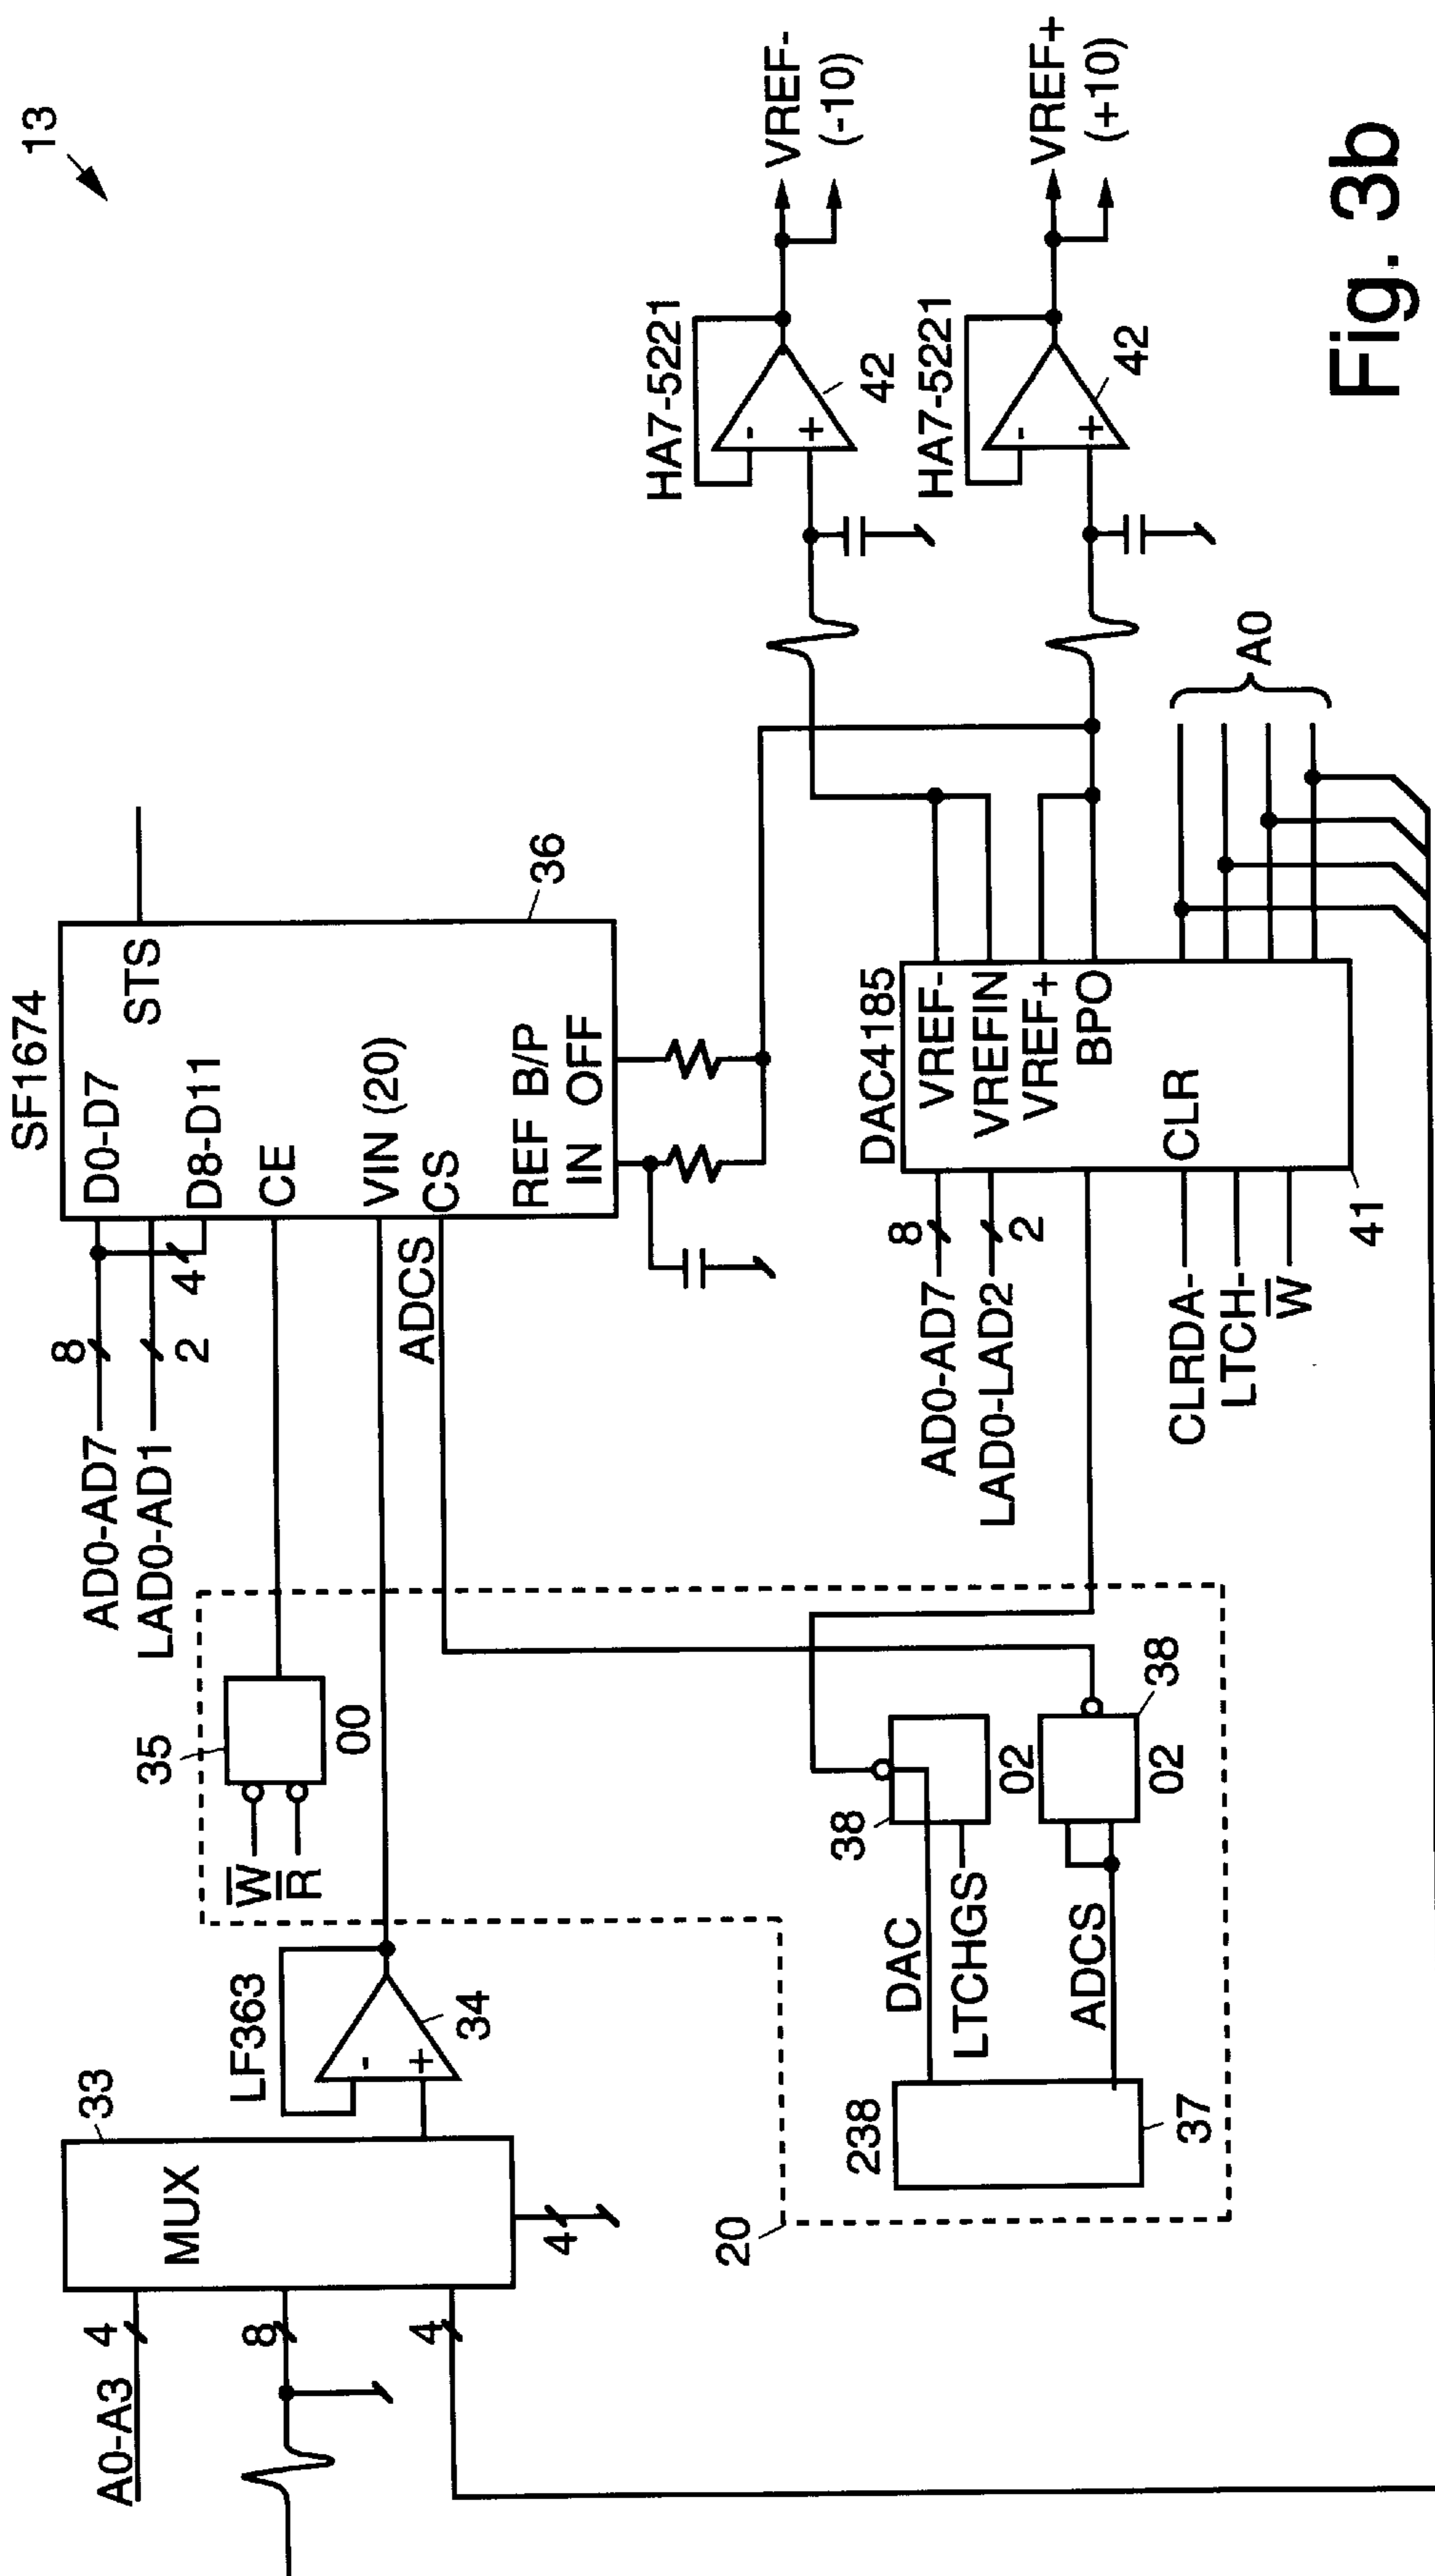 13
SF1674
D0-D7
STS
D8-D11
CE
VIN (20)
CS
REF B/P
IN OFF
36
8
AD0-AD7
4
2
LAD0-AD1
ADCS
35
00
W
R
LF363
-
+
34
33
MUX
4
A0-A3
8
4
4
20
238
37
DAC
LTCHGS
ADCS
38
02
38
02
DAC4185
VREF-
VREFIN
VREF+
BPO
CLR
41
8
AD0-AD7
2
LAD0-LAD2
CLRDA-
LTCH-
W
A0
HA7-5221
-
+
42
VREF-
(-10)
HA7-5221
-
+
42
VREF+
(+10)
Fig. 3b